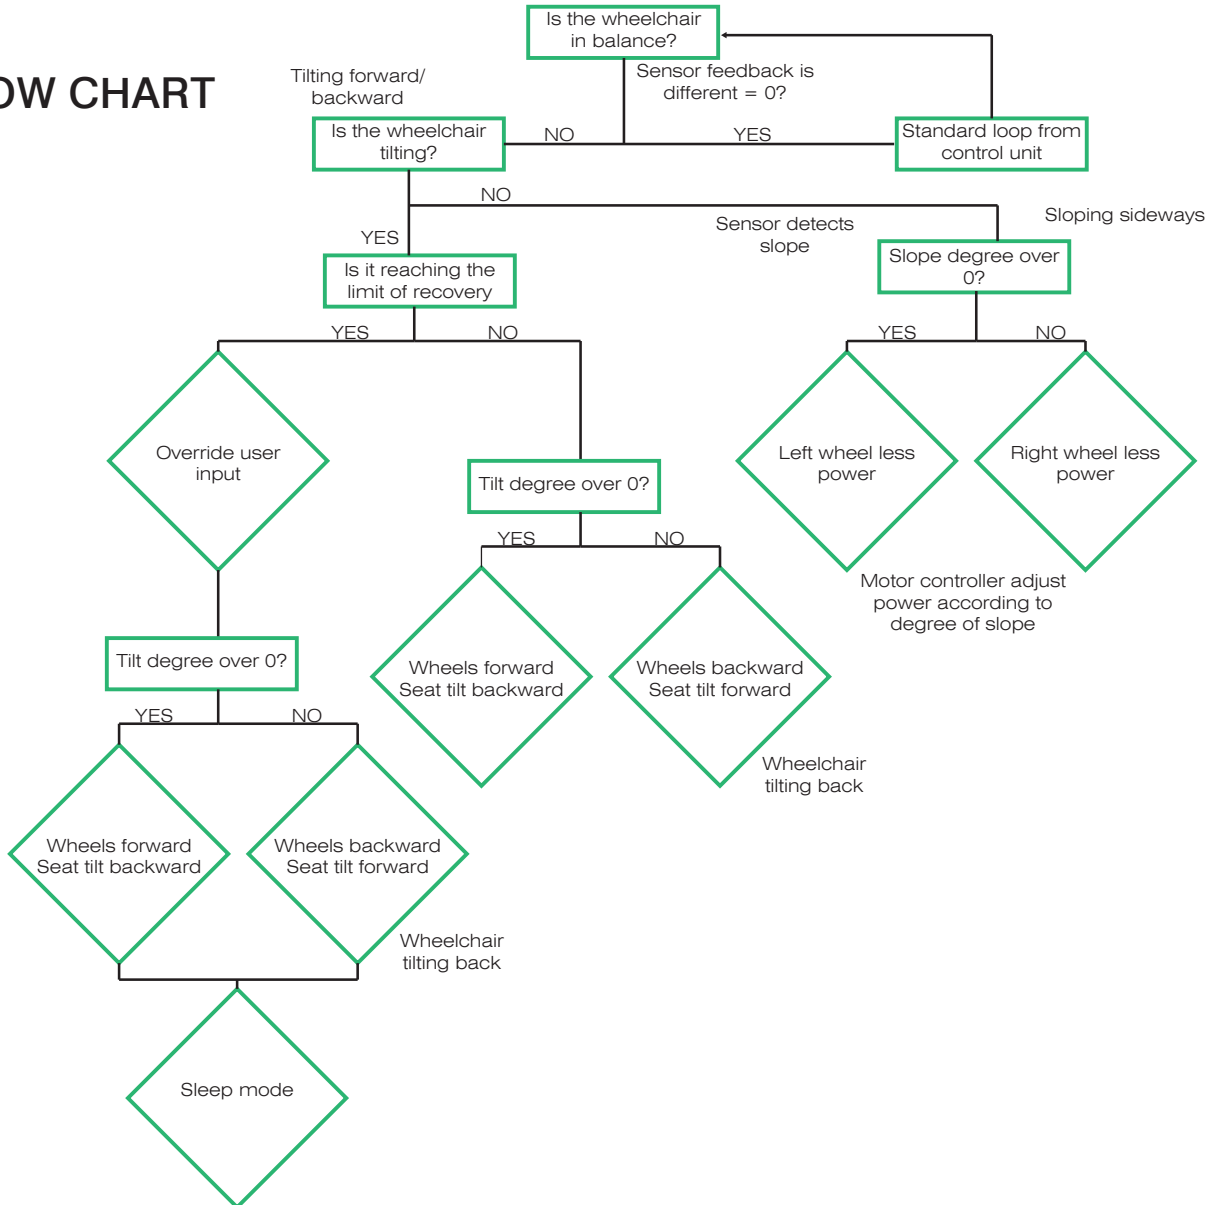 OW CHART
Is the wheelchair
in balance?
Sensor feedback is
different = 0?
Tilting forward/
backward
Is the wheelchair
tilting?
NO
YES
Standard loop from
control unit
NO
Sensor detects
slope
Sloping sideways
YES
Slope degree over
0?
Is it reaching the
limit of recovery
YES
NO
YES
NO
Override user
input
Tilt degree over 0?
Left wheel less
power
Right wheel less
power
YES
NO
Motor controller adjust
power according to
degree of slope
Tilt degree over 0?
Wheels forward
Seat tilt backward
Wheels backward
Seat tilt forward
YES
NO
Wheelchair
tilting back
Wheels forward
Seat tilt backward
Wheels backward
Seat tilt forward
Wheelchair
tilting back
Sleep mode